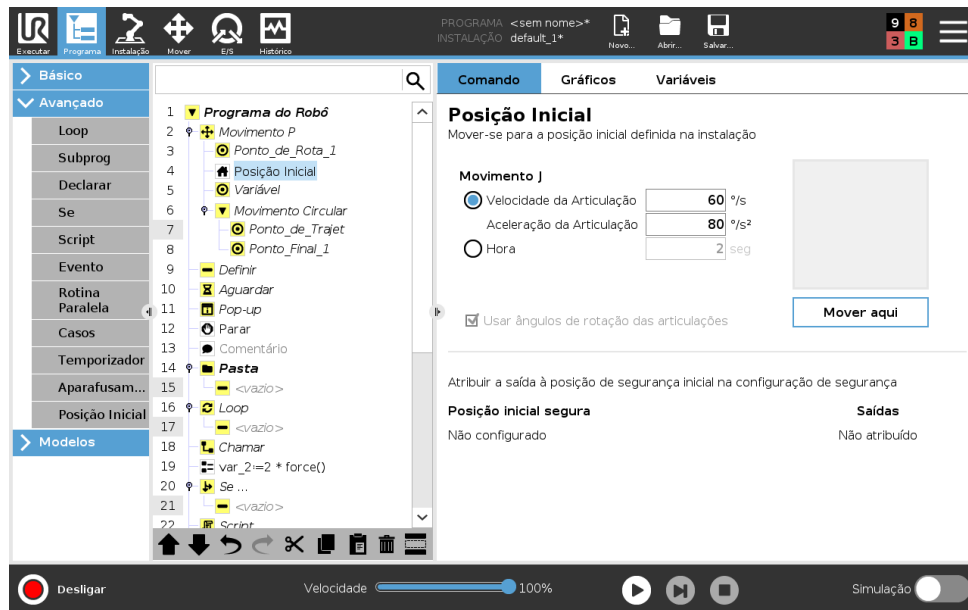 UR
PROGRAMA <sem nome>*
INSTALAÇÃO default_1*
9 8
3 B
Executar Programa Instalação Mover E/S Histórico Novo... Abrir... Salvar...
Básico
Avançado
Loop
Subprog
Declarar
Se
Script
Evento
Rotina
Paralela
Casos
Temporizador
Aparafusam...
Posição Inicial
Modelos
1 Programa do Robô
2 Movimento P
3 Ponto_de_Rota_1
4 Posição Inicial
5 Variável
6 Movimento Circular
7 Ponto_de_Trajet
8 Ponto_Final_1
9 Definir
10 Aguardar
11 Pop-up
12 Parar
13 Comentário
14 Pasta
15 <vazio>
16 Loop
17 <vazio>
18 Chamar
19 var_2:=2 * force()
20 Se ...
21 <vazio>
22 Script
Comando Gráficos Variáveis
Posição Inicial
Mover-se para a posição inicial definida na instalação
Movimento J
Velocidade da Articulação 60 °/s
Aceleração da Articulação 80 °/s²
Hora 2 seg
Mover aqui
Usar ângulos de rotação das articulações
Atribuir a saída à posição de segurança inicial na configuração de segurança
Posição inicial segura Saídas
Não configurado Não atribuído
Desligar Velocidade 100% Simulação